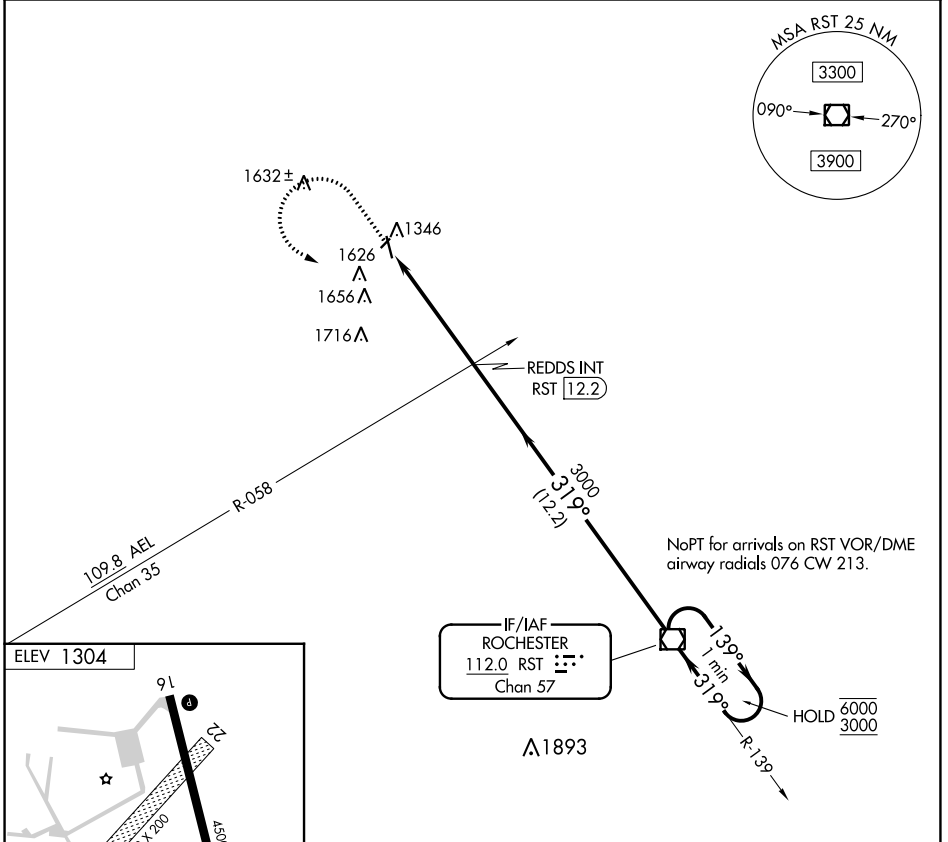 MSA RST 25 NM
3300
090°
270°
3900
1632 ±
1346
1626
1656
1716
REDDS INT
RST 12.2
R-058
3000
319°
(12.2)
109.8 AEL
Chan 35
NoPT for arrivals on RST VOR/DME
airway radials 076 CW 213.
IF/IAF
ROCHESTER
112.0 RST
Chan 57
139°
1 min
319°
HOLD 6000
3000
R-139
1893
ELEV 1304
16
P
22
X 200